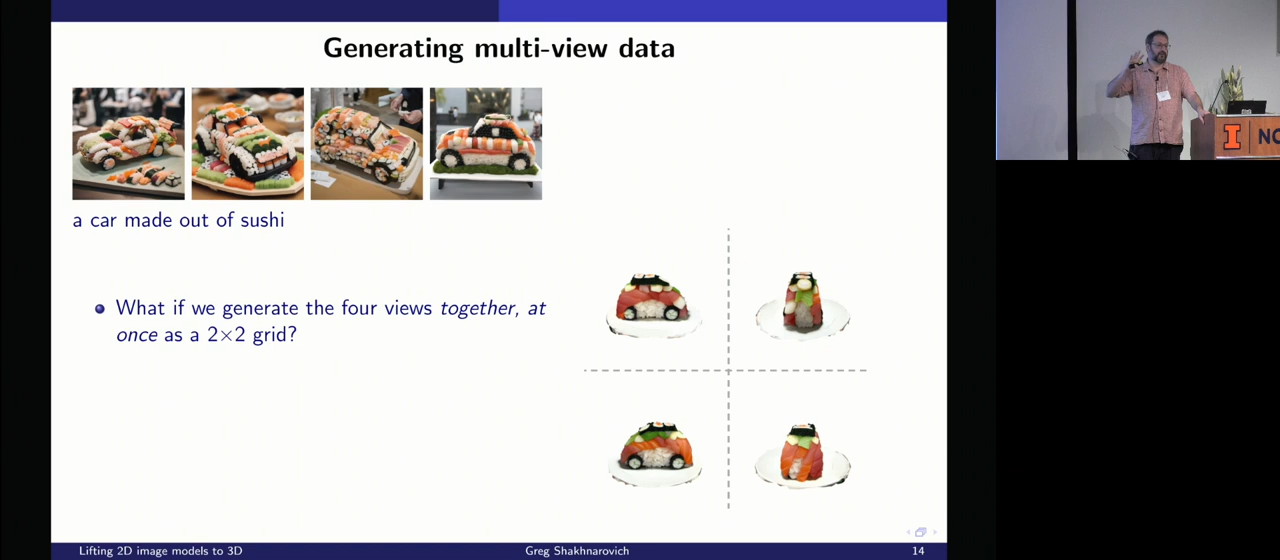 Generating multi-view data
a car made out of sushi
What if we generate the four views together, at
once as a 2×2 grid?
Lifting 2D image models to 3D
Greg Shakhnarovich
14
I